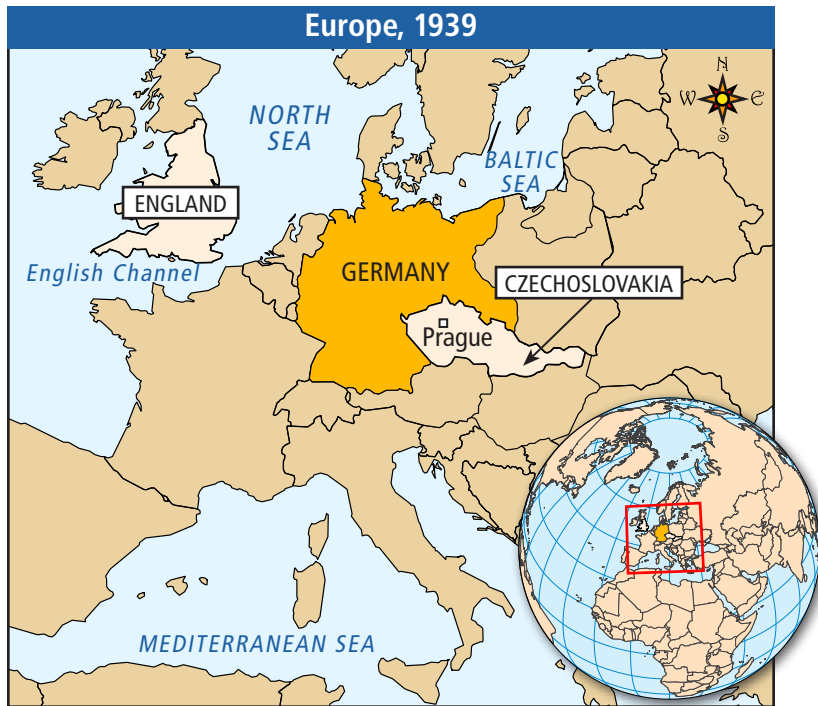 Europe, 1939
N
W E
S
NORTH
SEA
BALTIC
SEA
ENGLAND
English Channel
GERMANY
CZECHOSLOVAKIA
Prague
MEDITERRANEAN SEA